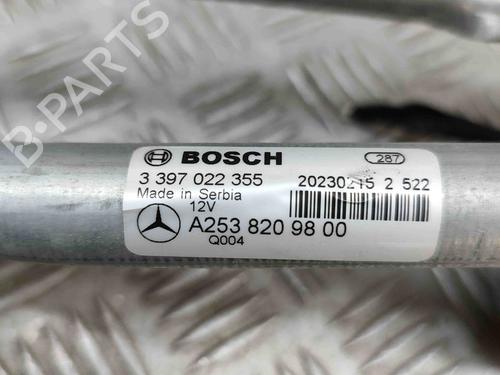 BOSCH
287
3 397 022 355
20230215 2 522
Made in Serbia
12V
A253 820 98 00
Q004
B-PARTS